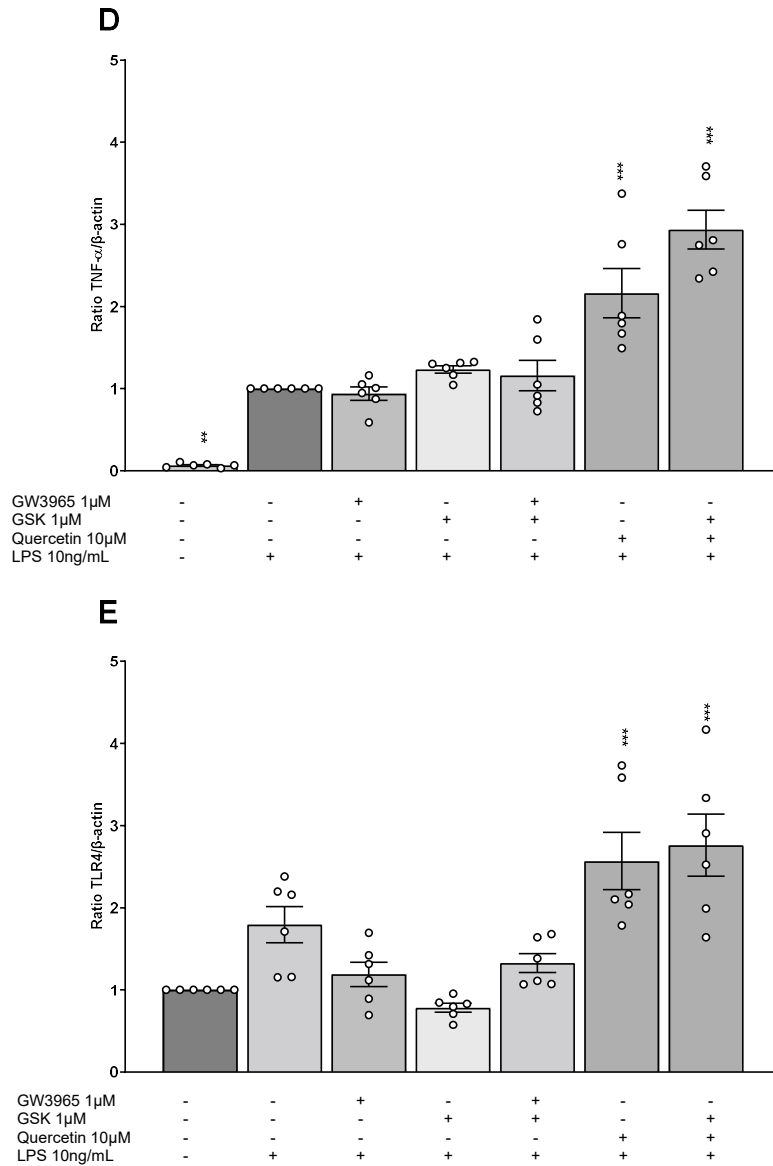 D
5
4
3
2
1
0
Ratio TNF-α/β-actin
**
***
***
GW3965 1µM - - + - + - -
GSK 1µM - - - + + - +
Quercetin 10µM - - - - - + +
LPS 10ng/mL - + + + + + +
E
5
4
3
2
1
0
Ratio TLR4/β-actin
***
***
GW3965 1µM - - + - + - -
GSK 1µM - - - + + - +
Quercetin 10µM - - - - - + +
LPS 10ng/mL - + + + + + +